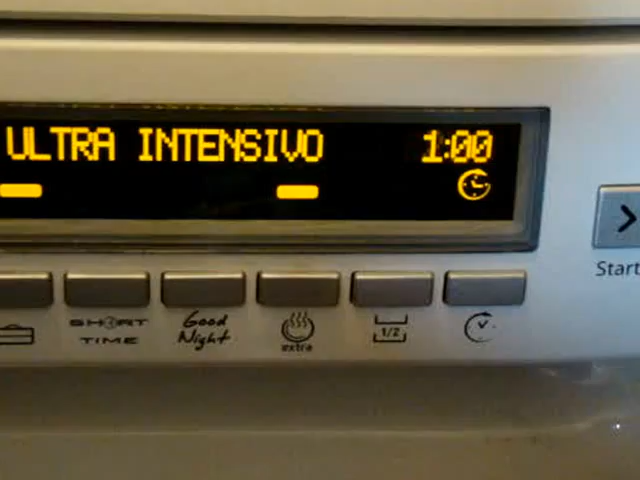 ULTRA INTENSIVO 1:00
Start
SHORT TIME
Good Night
extra
1/2